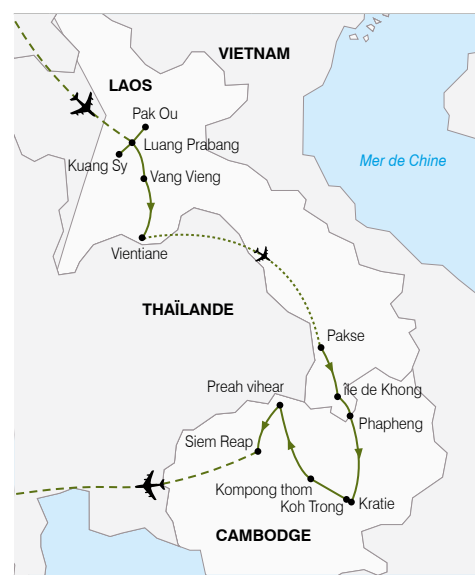 VIETNAM
LAOS
Pak Ou
Luang Prabang
Kuang Sy
Vang Vieng
Mer de Chine
Vientiane
THAÏLANDE
Pakse
Preah vihear
île de Khong
Phapheng
Siem Reap
Kompong thom
Koh Trong
Kratie
CAMBODGE